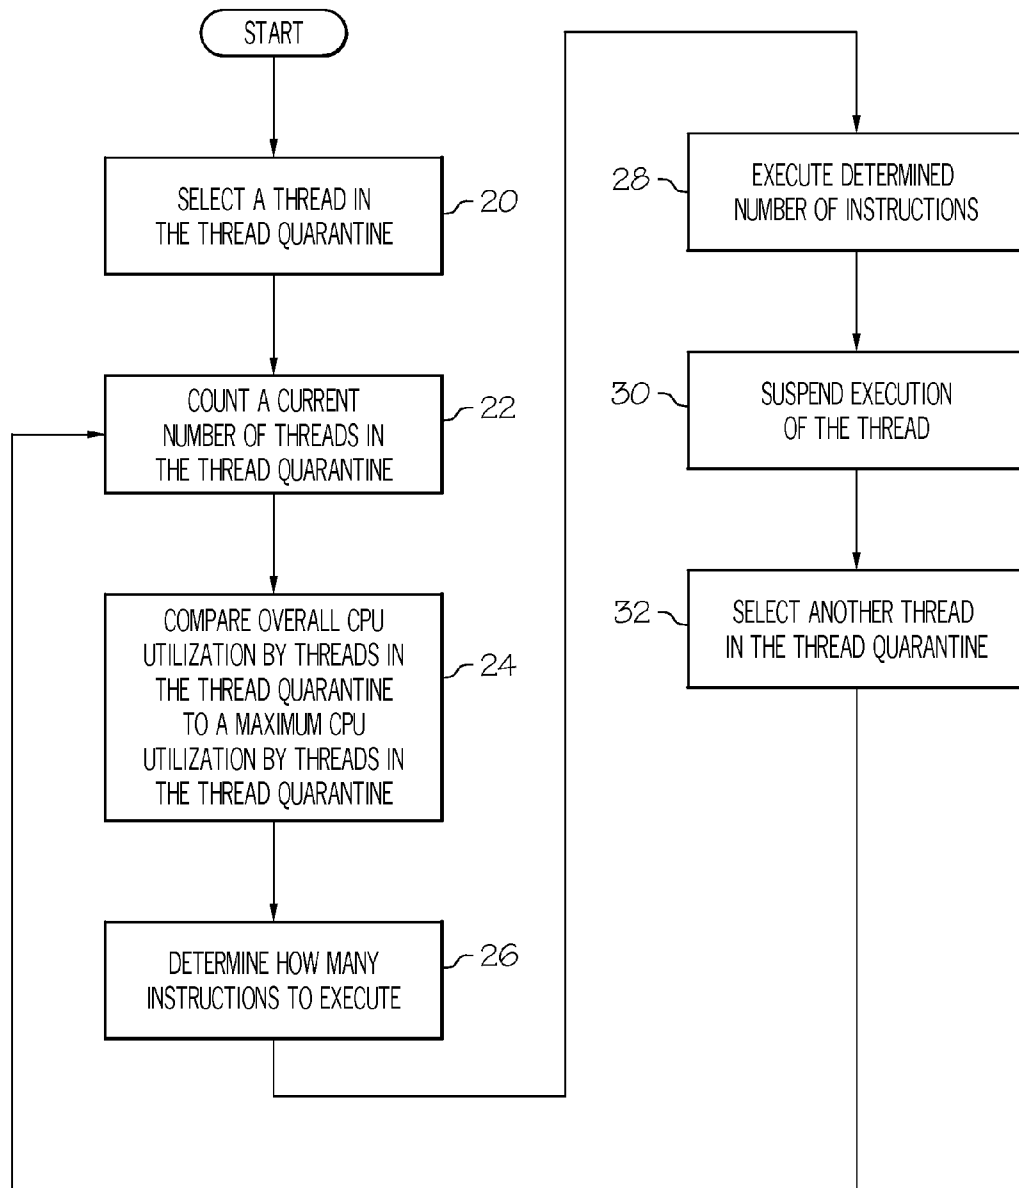 START
SELECT A THREAD IN
THE THREAD QUARANTINE
20
COUNT A CURRENT
NUMBER OF THREADS IN
THE THREAD QUARANTINE
22
COMPARE OVERALL CPU
UTILIZATION BY THREADS IN
THE THREAD QUARANTINE
TO A MAXIMUM CPU
UTILIZATION BY THREADS IN
THE THREAD QUARANTINE
24
DETERMINE HOW MANY
INSTRUCTIONS TO EXECUTE
26
28
EXECUTE DETERMINED
NUMBER OF INSTRUCTIONS
30
SUSPEND EXECUTION
OF THE THREAD
32
SELECT ANOTHER THREAD
IN THE THREAD QUARANTINE